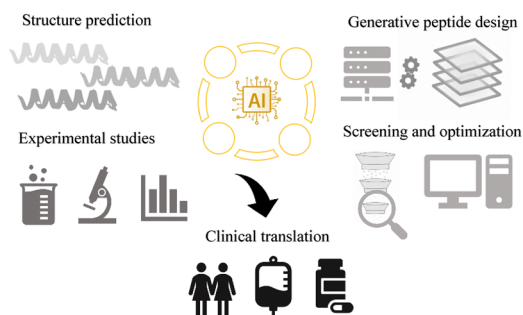 Structure prediction
Generative peptide design
AI
Experimental studies
Screening and optimization
Clinical translation